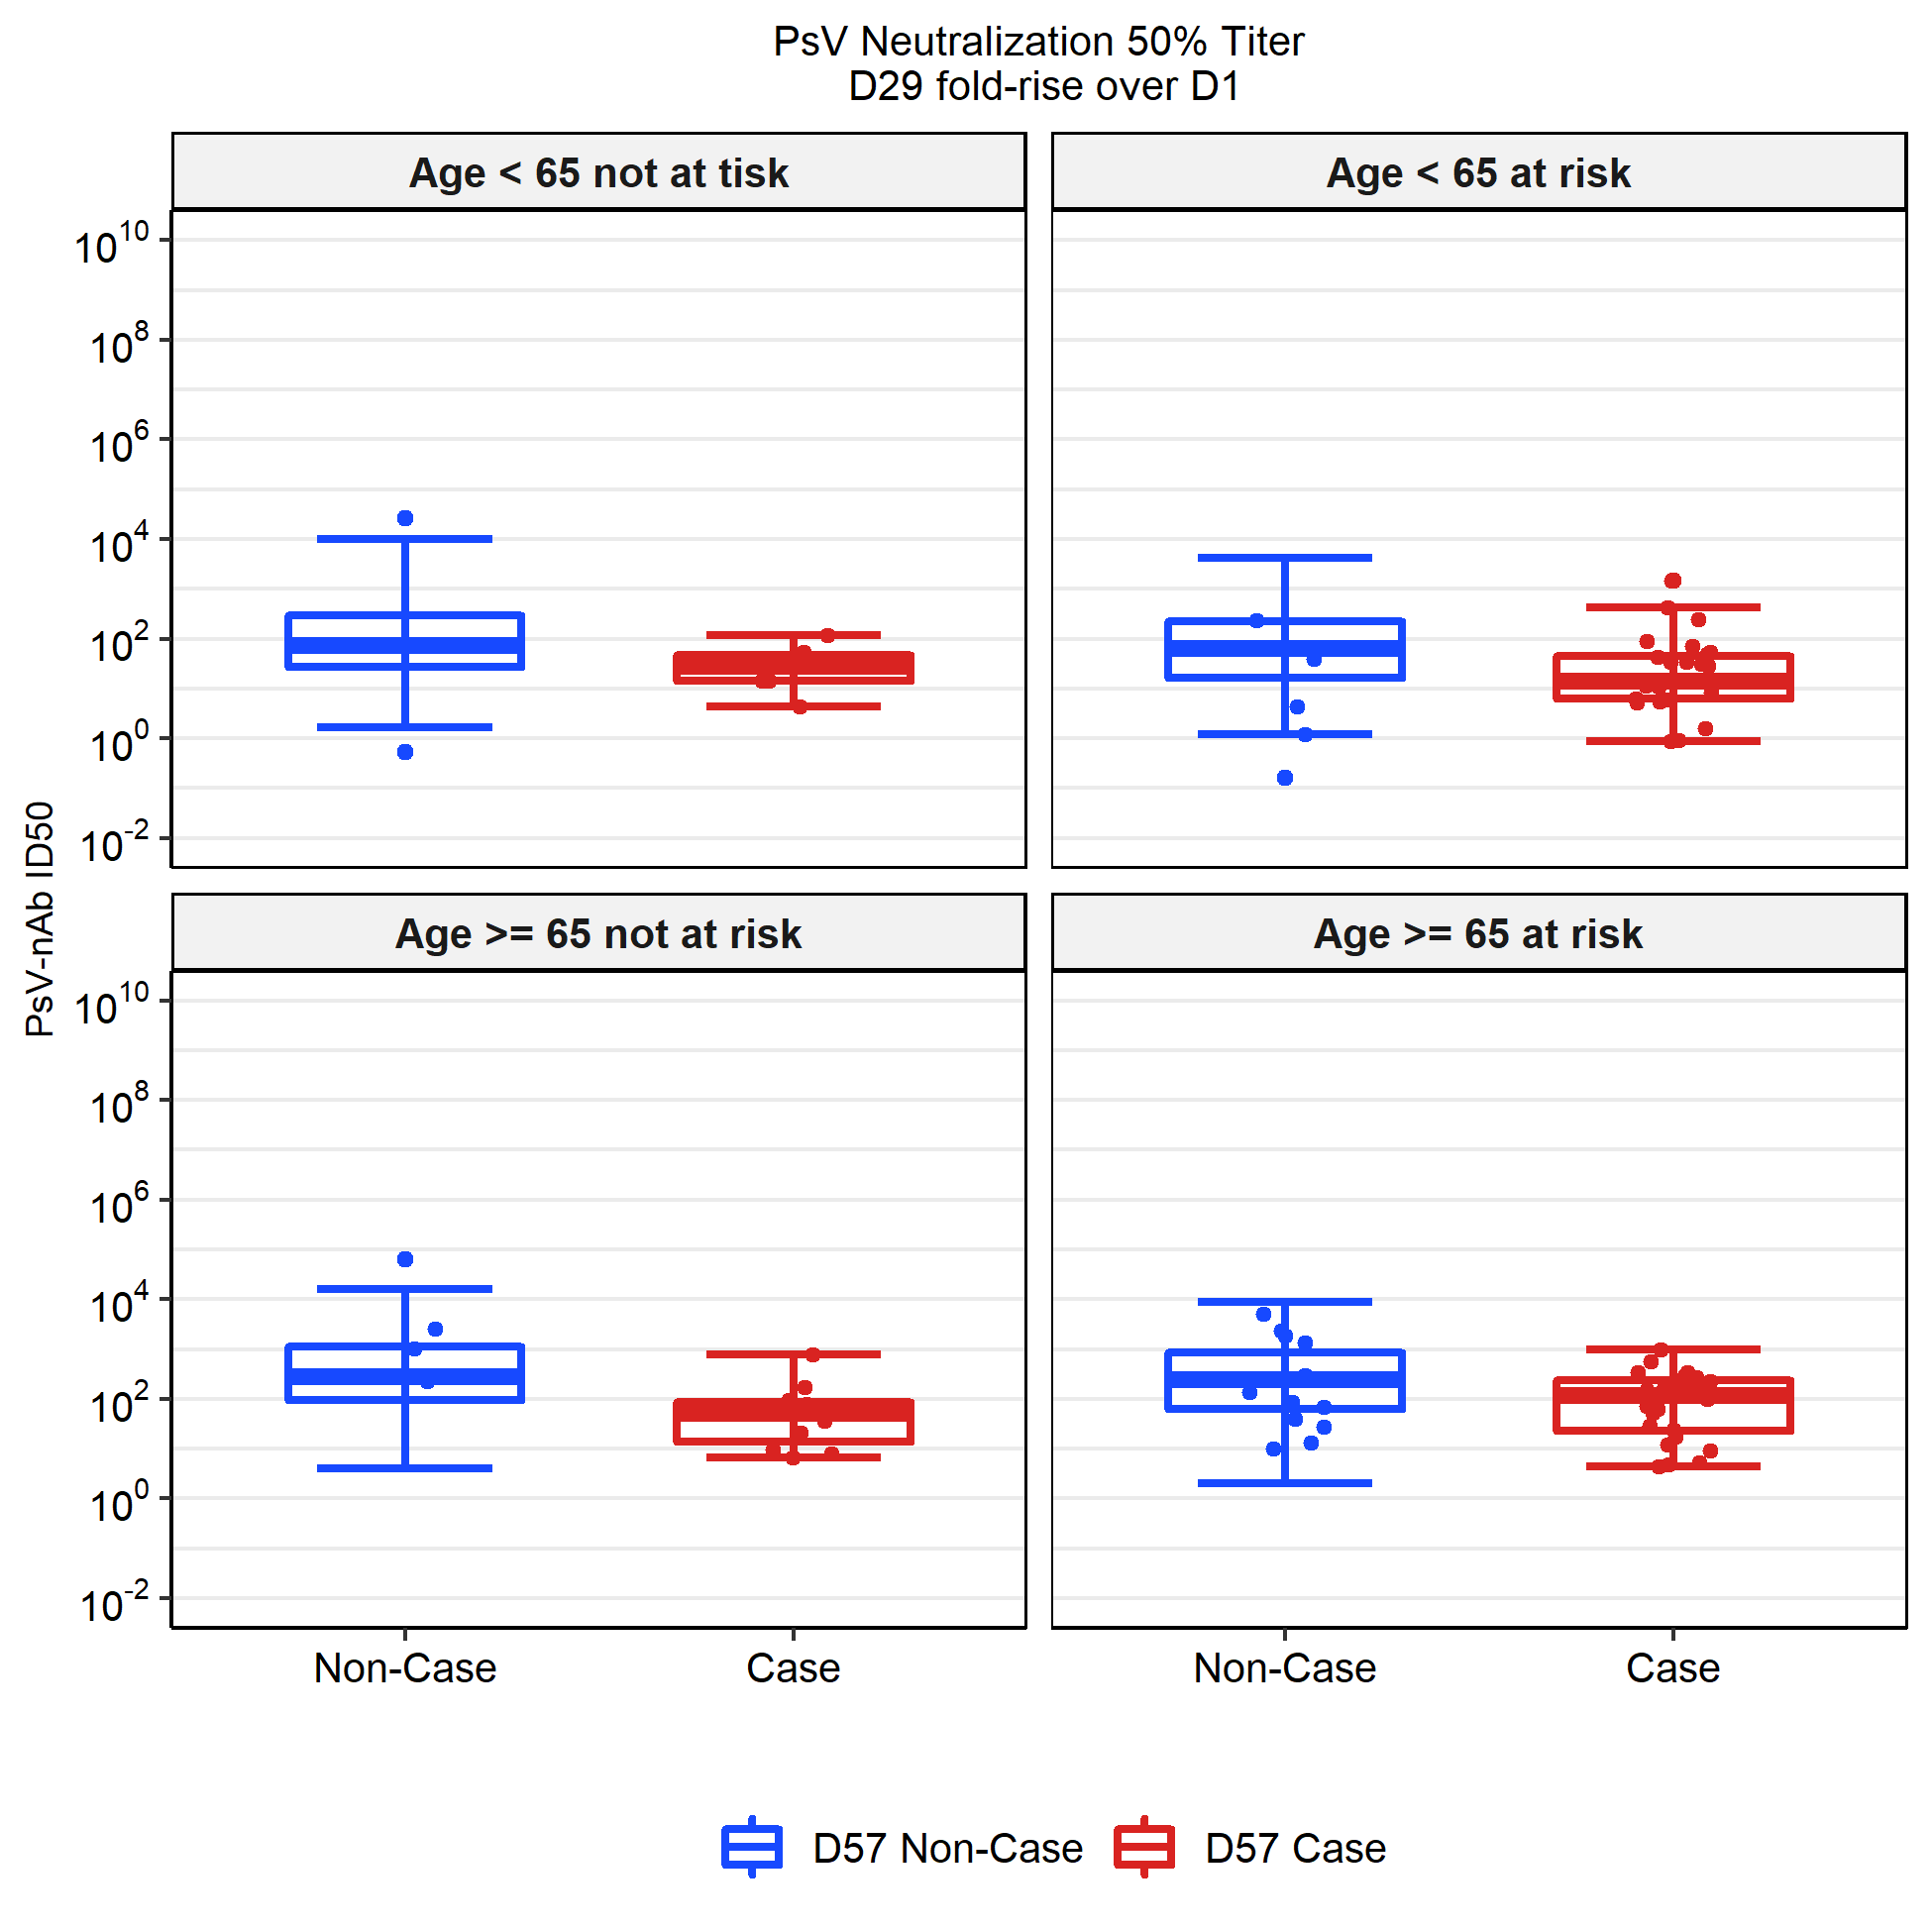 PsV Neutralization 50% Titer
D29 fold-rise over D1
Age < 65 not at tisk
Age < 65 at risk
10^10
10^8
10^6
10^4
10^2
10^0
10^-2
PsV-nAb ID50
Age >= 65 not at risk
Age >= 65 at risk
10^10
10^8
10^6
10^4
10^2
10^0
10^-2
Non-Case
Case
Non-Case
Case
D57 Non-Case
D57 Case